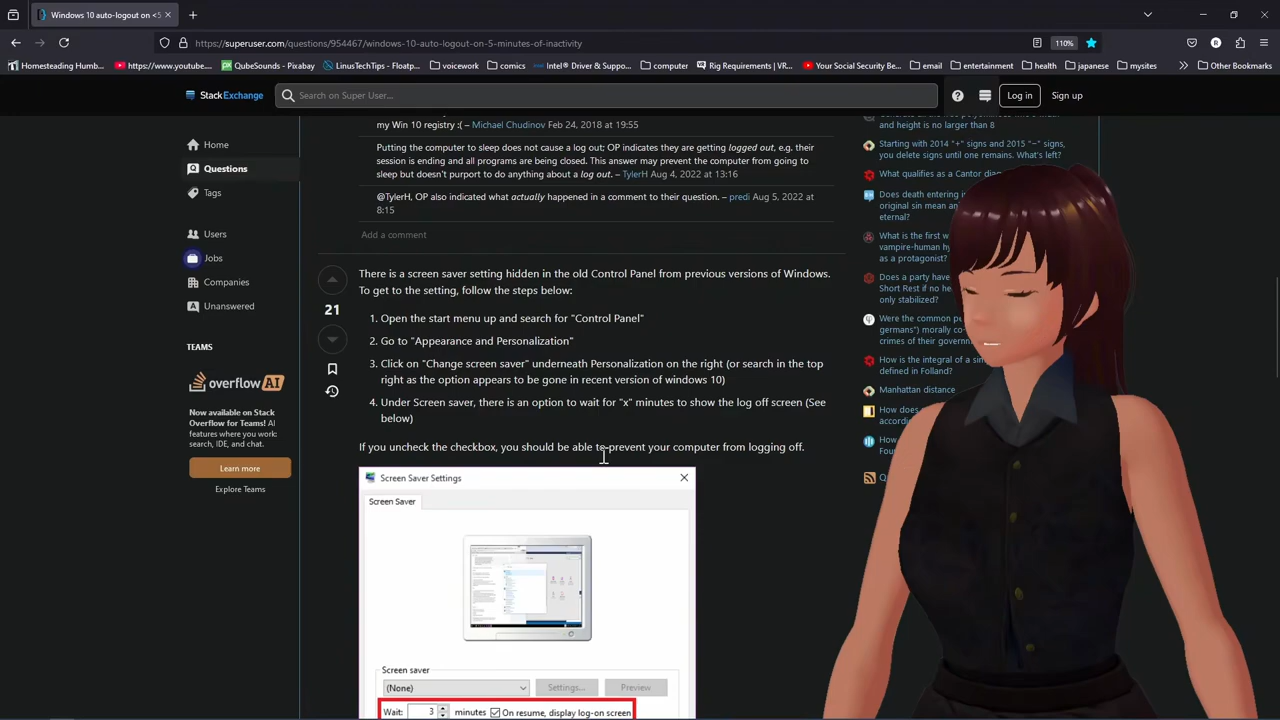 Windows 10 auto-logout on <5
https://superuser.com/questions/954467/windows-10-auto-logout-on-5-minutes-of-inactivity
110%
Homesteading Humb...
https://www.youtube....
QubeSounds - Pixabay
LinusTechTips - Floatp...
voicework
comics
Intel® Driver & Suppo...
computer
Rig Requirements | VR...
Your Social Security Be...
email
entertainment
health
japanese
mysites
Other Bookmarks
StackExchange
Search on Super User...
Log in
Sign up
Home
Questions
Tags
Users
Jobs
Companies
Unanswered
TEAMS
overflowAI
Now available on Stack
Overflow for Teams! AI
features where you work:
search, IDE, and chat.
Learn more
Explore Teams
my Win 10 registry :( – Michael Chudinov Feb 24, 2018 at 19:55
Putting the computer to sleep does not cause a log out; OP indicates they are getting logged out, e.g. their
session is ending and all programs are being closed. This answer may prevent the computer from going
to sleep but doesn't purport to do anything about a log out. – TylerH Aug 4, 2022 at 13:16
@TylerH, OP also indicated what actually happened in a comment to their question. – predi Aug 5, 2022 at
8:15
Add a comment
21
There is a screen saver setting hidden in the old Control Panel from previous versions of Windows.
To get to the setting, follow the steps below:
1. Open the start menu up and search for "Control Panel"
2. Go to "Appearance and Personalization"
3. Click on "Change screen saver" underneath Personalization on the right (or search in the top
right as the option appears to be gone in recent version of windows 10)
4. Under Screen saver, there is an option to wait for "x" minutes to show the log off screen (See
below)
If you uncheck the checkbox, you should be able to prevent your computer from logging off.
Screen Saver Settings
Screen Saver
Screen saver
(None)
Settings...
Preview
Wait: 3 minutes On resume, display log-on screen
and height is no larger than 8
Starting with 2014 "+" signs and 2015 "−" signs,
you delete signs until one remains. What's left?
What qualifies as a Cantor
Does death entering
original sin mean
eternal?
What is the first
vampire-human
as a protagonist?
Does a party have
Short Rest if no
only stabilized?
Were the common
germans") morally
crimes of their
How is the integral of a
defined in Folland?
Manhattan distance
How does
How